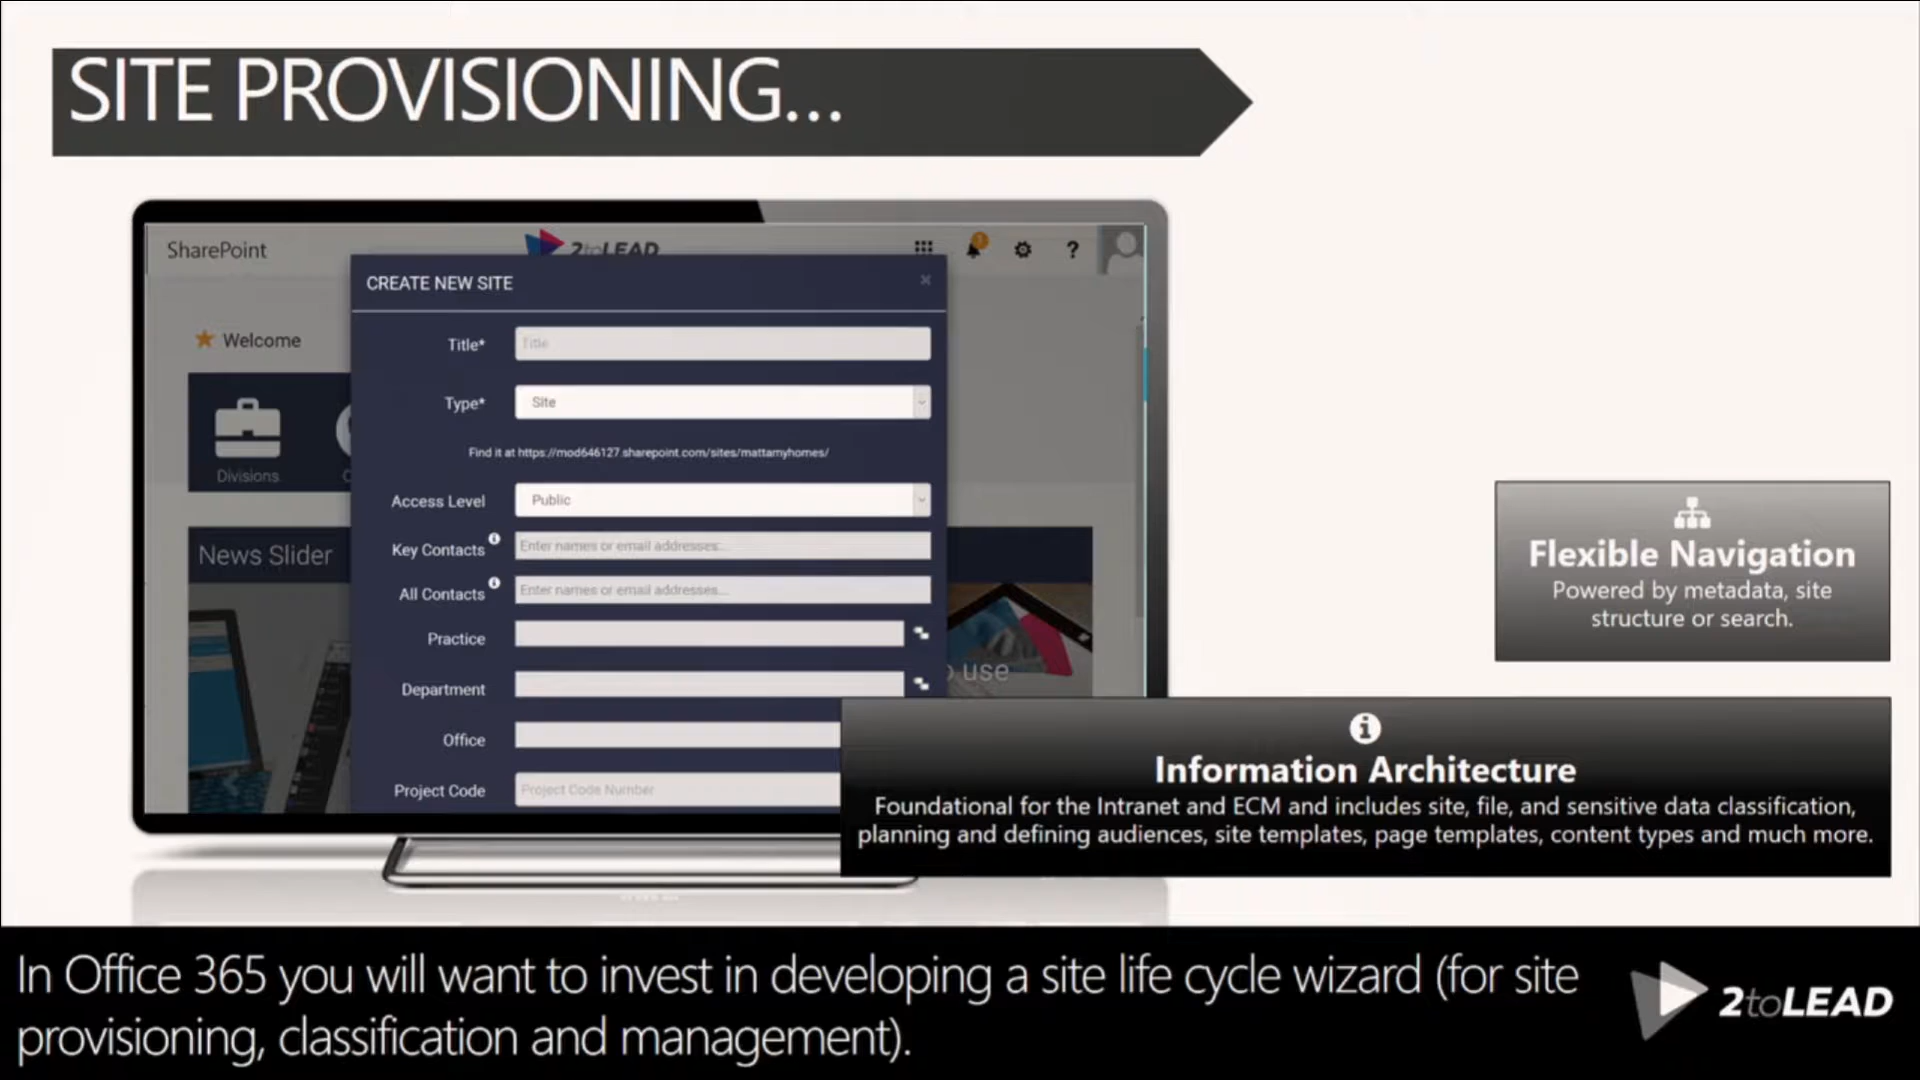 SITE PROVISIONING...
SharePoint
2toLEAD
CREATE NEW SITE
Welcome
Title*
Title
Type*
Site
Find it at https://mod646127.sharepoint.com/sites/mattamyhomes/
Divisions
Access Level
Public
Key Contacts
Enter names or email addresses...
News Slider
All Contacts
Enter names or email addresses...
Practice
use
Department
Office
Project Code
Project Code Number
Flexible Navigation
Powered by metadata, site
structure or search.
Information Architecture
Foundational for the Intranet and ECM and includes site, file, and sensitive data classification,
planning and defining audiences, site templates, page templates, content types and much more.
In Office 365 you will want to invest in developing a site life cycle wizard (for site
provisioning, classification and management).
2toLEAD